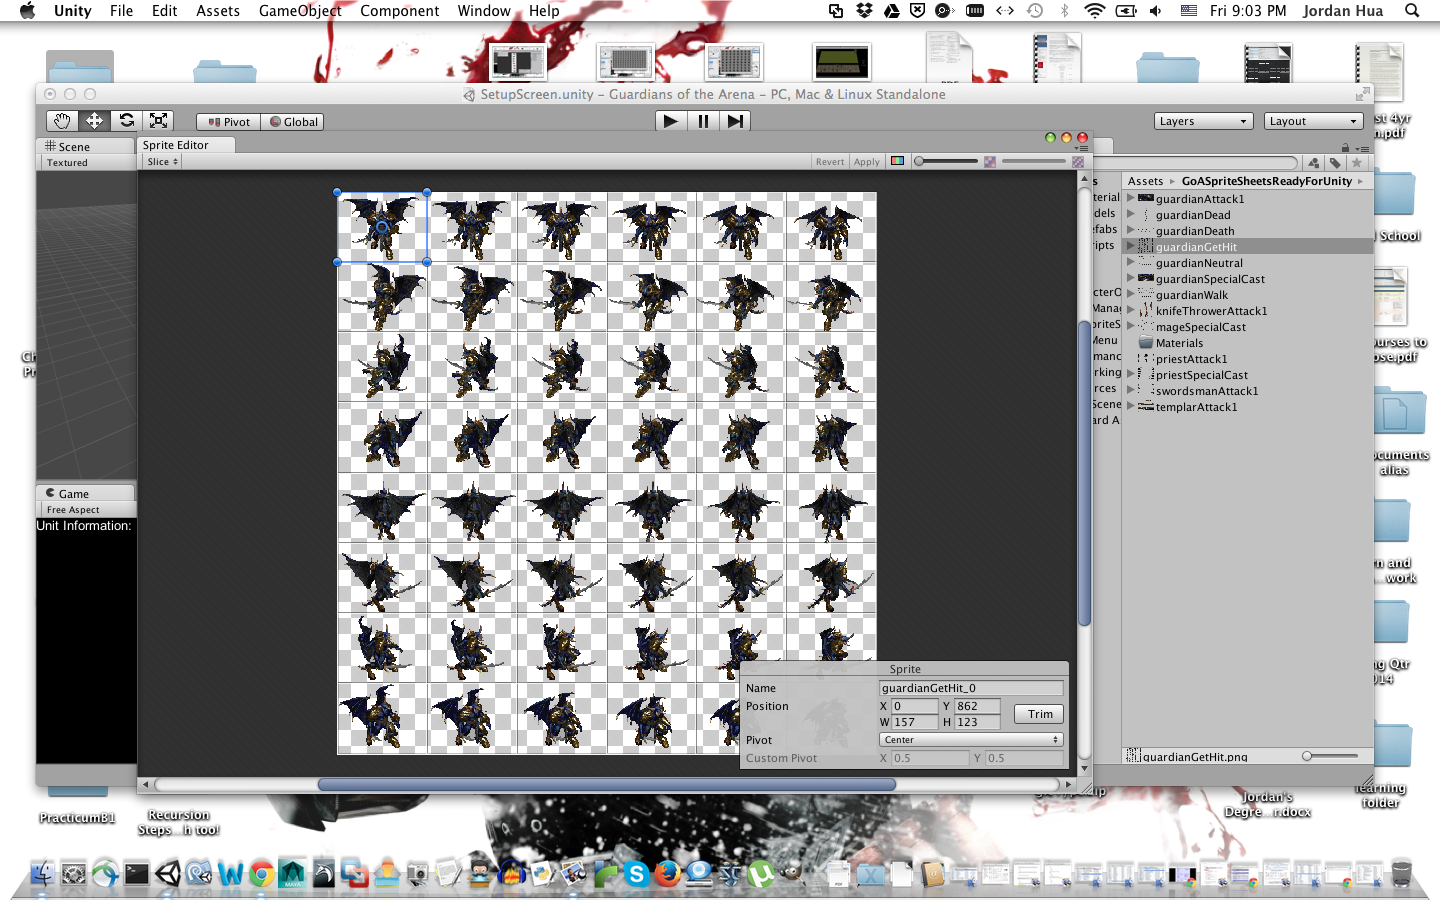 Unity File Edit Assets GameObject Component Window Help Fri 9:03 PM Jordan Hua
SetupScreen.unity – Guardians of the Arena – PC, Mac & Linux Standalone
Pivot Global Layers Layout
Scene
Textured
Sprite Editor
Slice Revert Apply
Assets GoASpriteSheetsReadyForUnity
guardianAttack1
guardianDead
guardianDeath
guardianGetHit
guardianNeutral
guardianSpecialCast
guardianWalk
knifeThrowerAttack1
mageSpecialCast
Materials
priestAttack1
priestSpecialCast
swordsmanAttack1
templarAttack1
guardianGetHit.png
Game
Free Aspect
Unit Information:
Sprite
Name guardianGetHit_0
Position X 0 Y 862
W 157 H 123
Trim
Pivot Center
Custom Pivot X 0.5 Y 0.5
PracticumB1
Recursion
Steps...h too!
Jordan's
Degre...r.docx
learning
folder
documents
alias